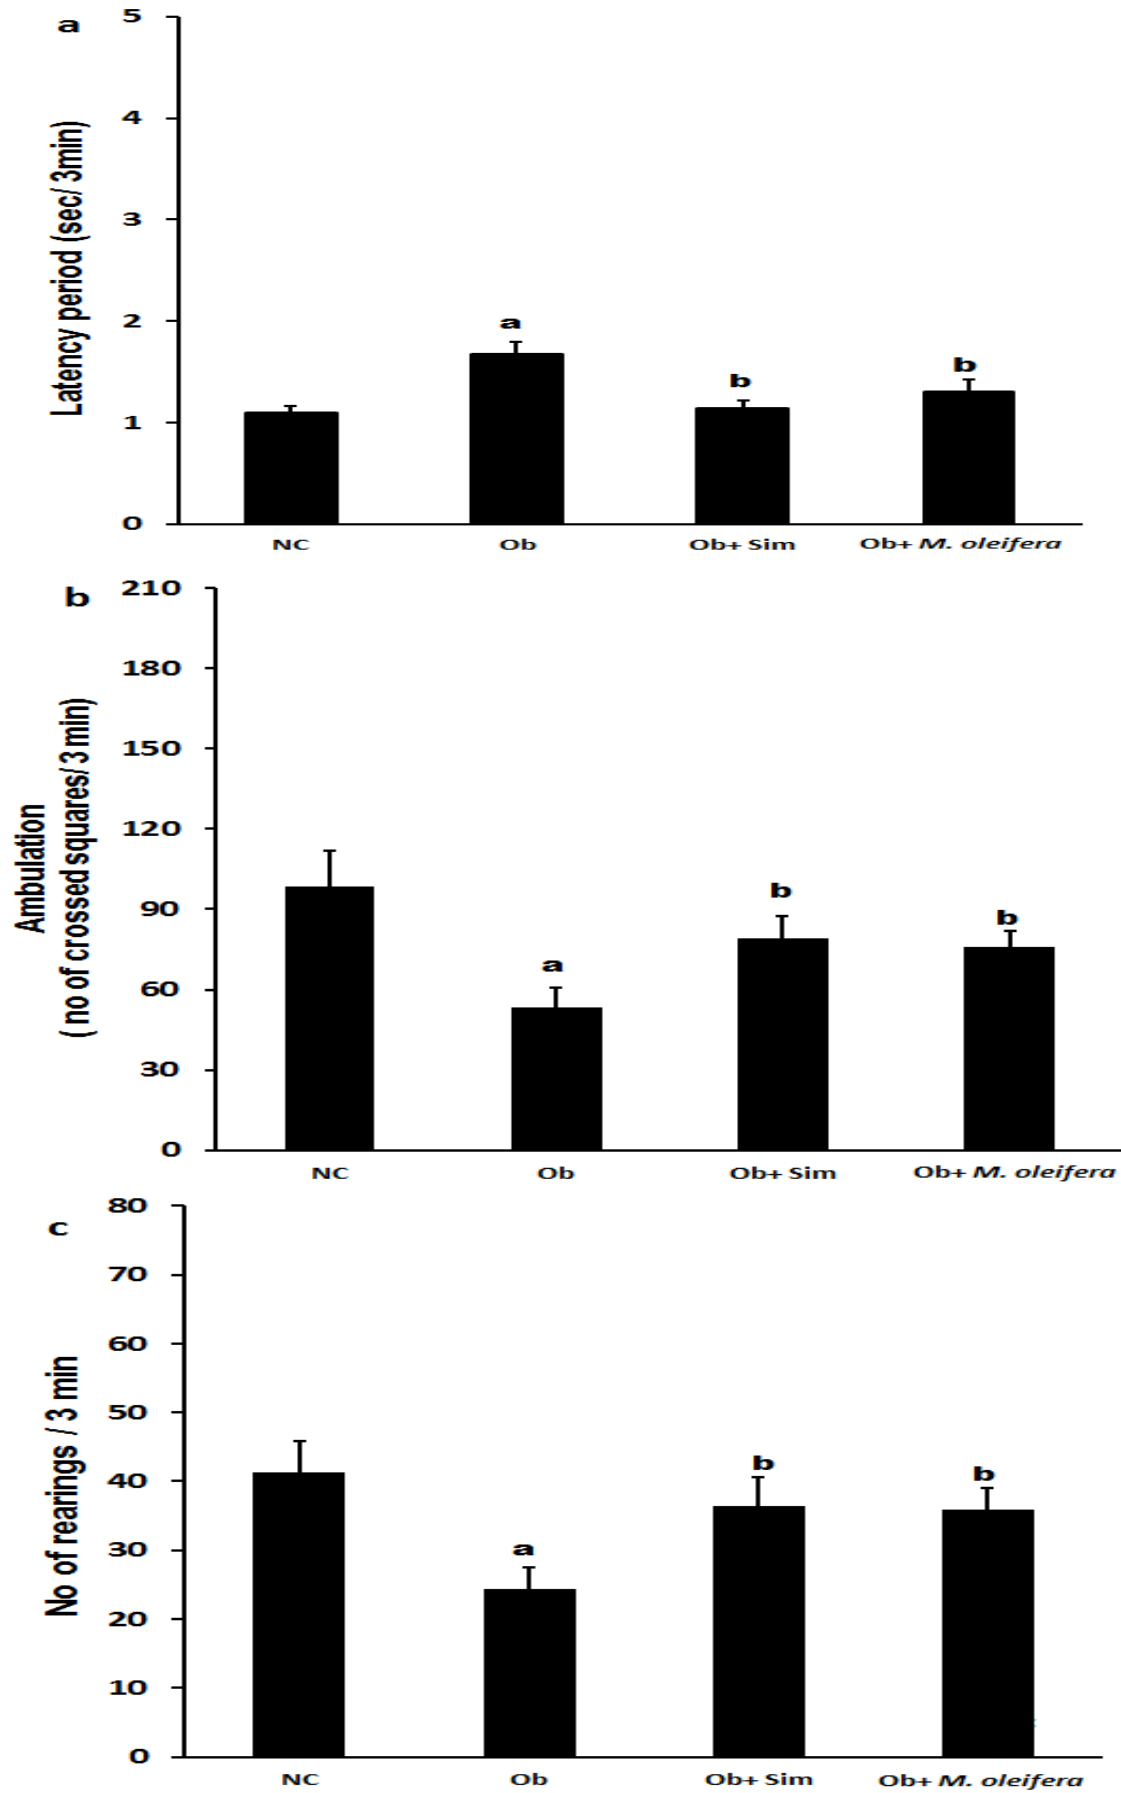 a
5
4
3
2
1
0
Latency period (sec/ 3min)
a
b
b
NC Ob Ob+ Sim Ob+ M. oleifera
b
210
180
150
120
90
60
30
0
Ambulation
( no of crossed squares/ 3 min)
a
b
b
NC Ob Ob+ Sim Ob+ M. oleifera
c
80
70
60
50
40
30
20
10
0
No of rearings / 3 min
a
b
b
NC Ob Ob+ Sim Ob+ M. oleifera